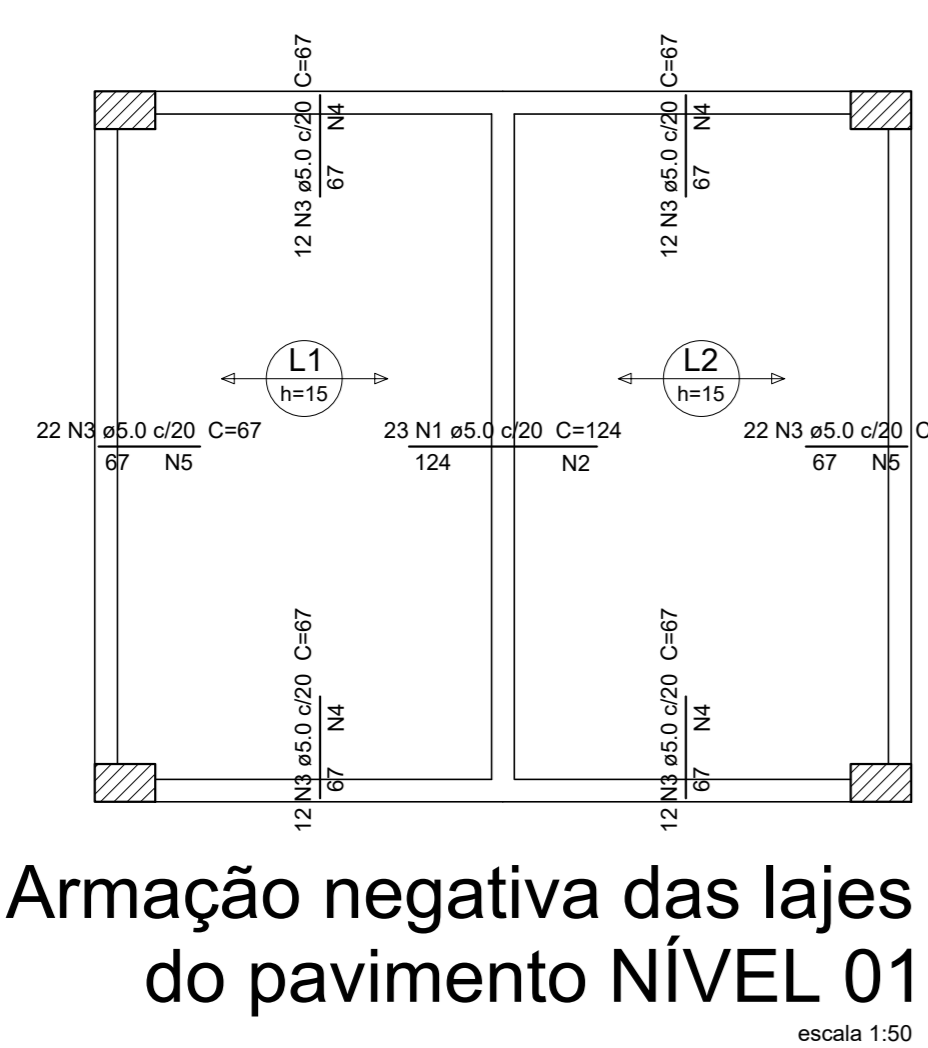 12 N3 ø5.0 c/20 C=67
67 N4
12 N3 ø5.0 c/20 C=67
67 N4
L1
h=15
L2
h=15
22 N3 ø5.0 c/20 C=67
67 N5
23 N1 ø5.0 c/20 C=124
124 N2
22 N3 ø5.0 c/20 C
67 N5
12 N3 ø5.0 c/20 C=67
67 N4
12 N3 ø5.0 c/20 C=67
67 N4
Armação negativa das lajes
do pavimento NÍVEL 01
escala 1:50